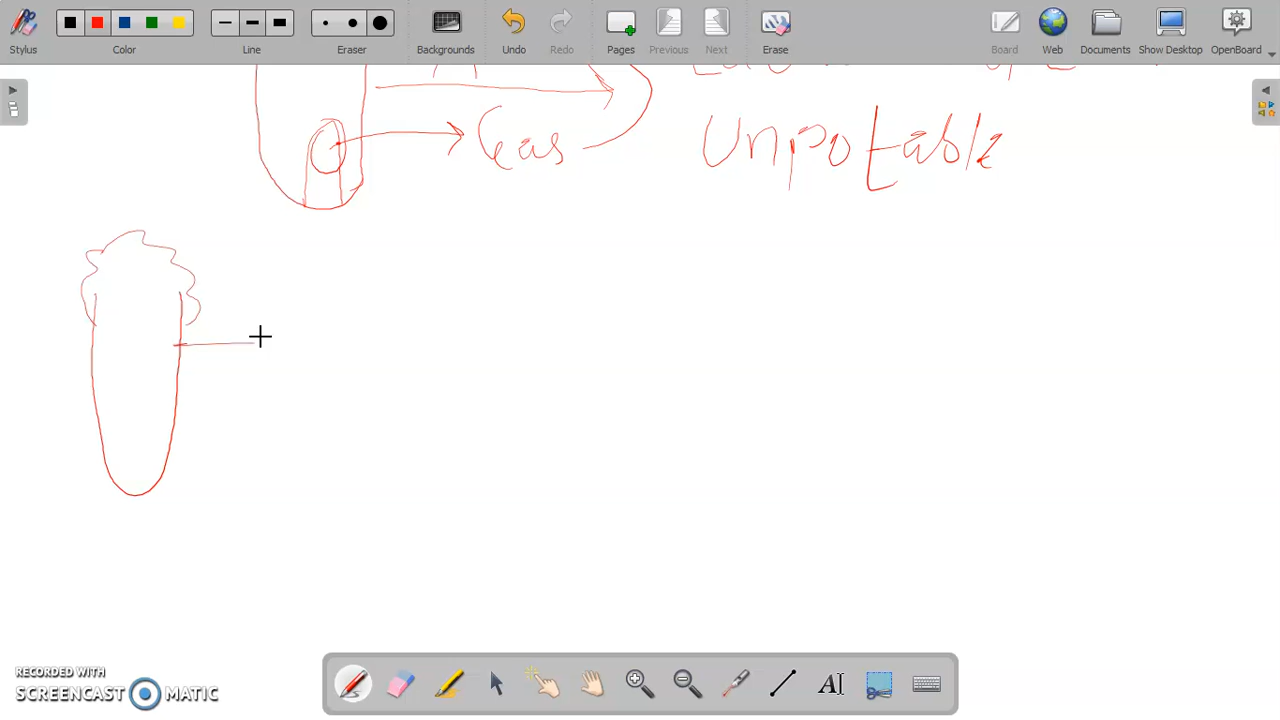 Stylus
Color
Line
Eraser
Backgrounds
Undo
Redo
Pages
Previous
Next
Erase
Board
Web
Documents
Show Desktop
OpenBoard
Gas
Unpotable
RECORDED WITH
SCREENCAST MATIC